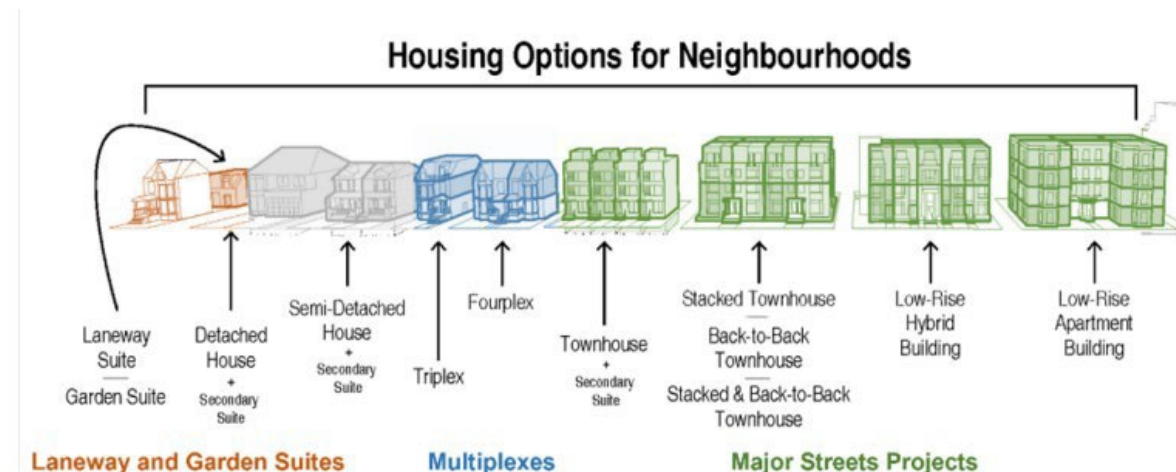 Housing Options for Neighbourhoods
Laneway
Suite
Garden Suite
Detached
House
+
Secondary
Suite
Semi-Detached
House
+
Secondary
Suite
Triplex
Fourplex
Townhouse
+
Secondary
Suite
Stacked Townhouse
Back-to-Back
Townhouse
Stacked & Back-to-Back
Townhouse
Low-Rise
Hybrid
Building
Low-Rise
Apartment
Building
Laneway and Garden Suites
Multiplexes
Major Streets Projects